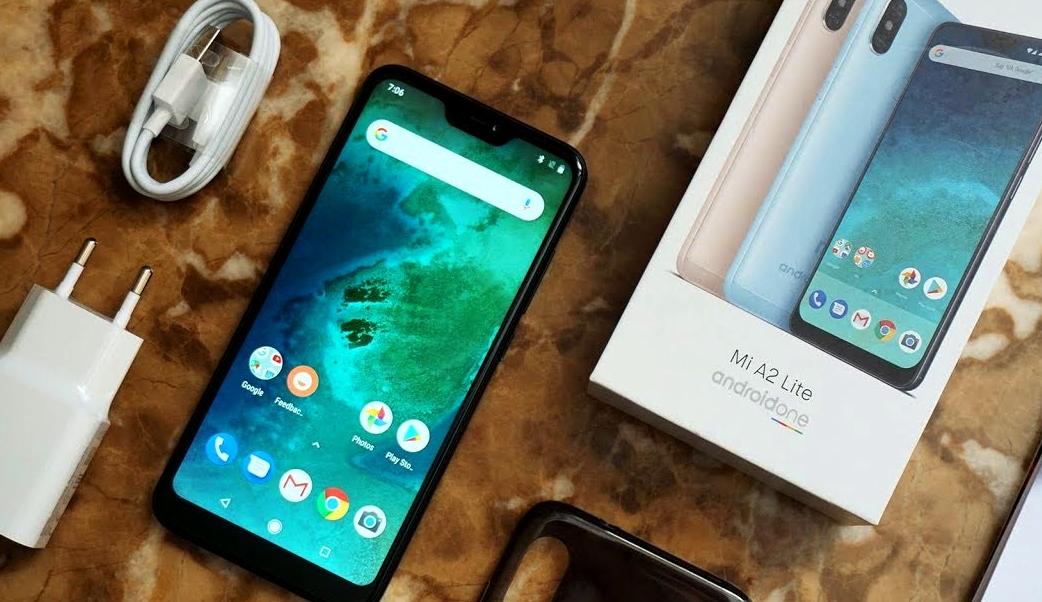 7:06
G
Google
Feedbac..
Photos
Play Sto..
G
Mi A2 Lite
androidone